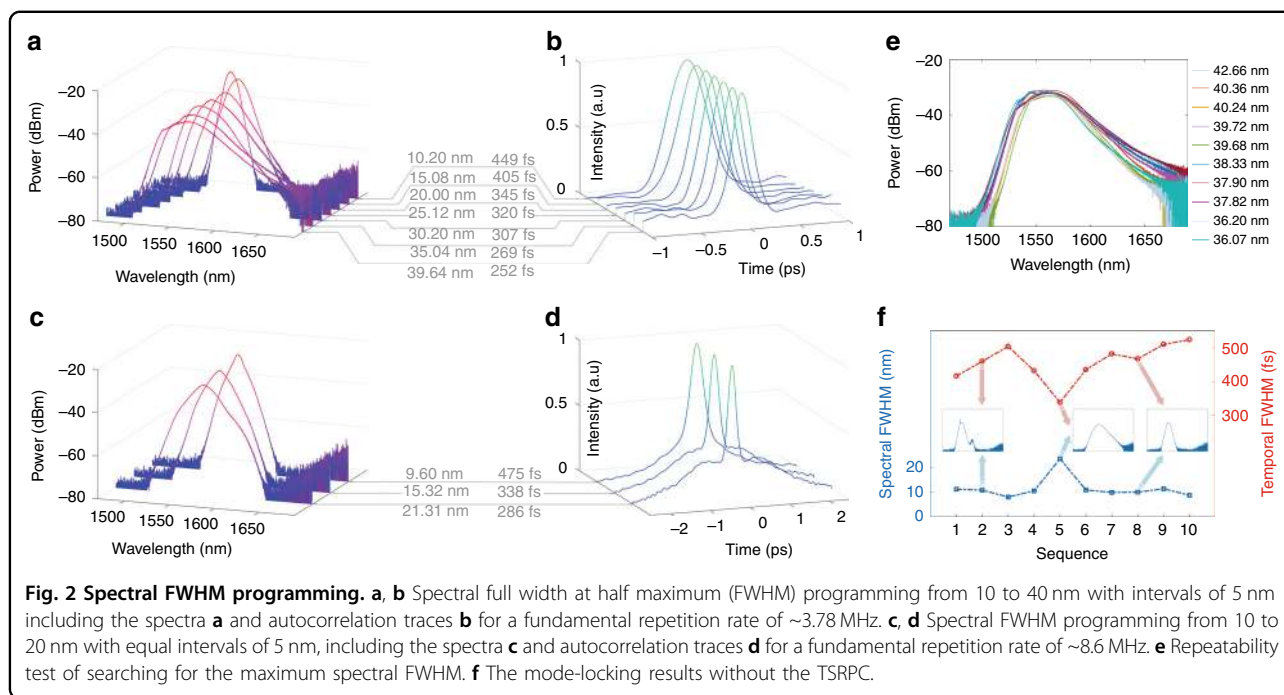 a
b
e
Power (dBm)
−20
−40
−60
−80
1500
1550
1600
1650
Wavelength (nm)
10.20 nm
449 fs
15.08 nm
405 fs
20.00 nm
345 fs
25.12 nm
320 fs
30.20 nm
307 fs
35.04 nm
269 fs
39.64 nm
252 fs
Intensity (a.u)
1
0.5
0
−1
−0.5
0
0.5
1
Time (ps)
Power (dBm)
−20
−40
−60
−80
1500
1550
1600
1650
Wavelength (nm)
42.66 nm
40.36 nm
40.24 nm
39.72 nm
39.68 nm
38.33 nm
37.90 nm
37.82 nm
36.20 nm
36.07 nm
c
d
f
Power (dBm)
−20
−40
−60
−80
1500
1550
1600
1650
Wavelength (nm)
9.60 nm
475 fs
15.32 nm
338 fs
21.31 nm
286 fs
Intensity (a.u)
1
0.5
0
−2
−1
0
1
2
Time (ps)
Spectral FWHM (nm)
20
10
0
500
400
300
Temporal FWHM (fs)
1 2 3 4 5 6 7 8 9 10
Sequence
Fig. 2 Spectral FWHM programming. a, b Spectral full width at half maximum (FWHM) programming from 10 to 40 nm with intervals of 5 nm
including the spectra a and autocorrelation traces b for a fundamental repetition rate of ~3.78 MHz. c, d Spectral FWHM programming from 10 to
20 nm with equal intervals of 5 nm, including the spectra c and autocorrelation traces d for a fundamental repetition rate of ~8.6 MHz. e Repeatability
test of searching for the maximum spectral FWHM. f The mode-locking results without the TSRPC.